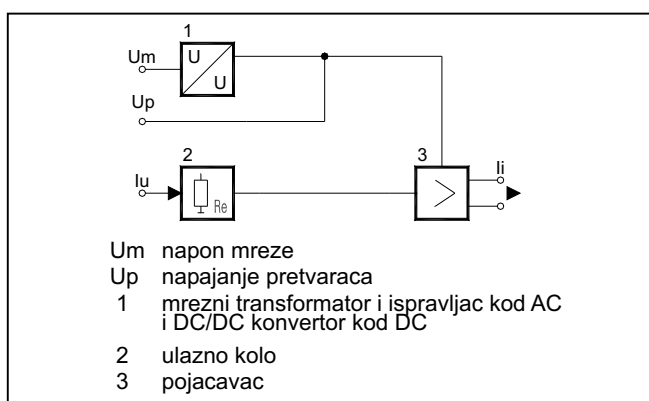 1
Um
U
U
Up
2
3
Iu
Re
>
Ii
Um napon mreze
Up napajanje pretvaraca
1 mrezni transformator i ispravljac kod AC
i DC/DC konvertor kod DC
2 ulazno kolo
3 pojacavac